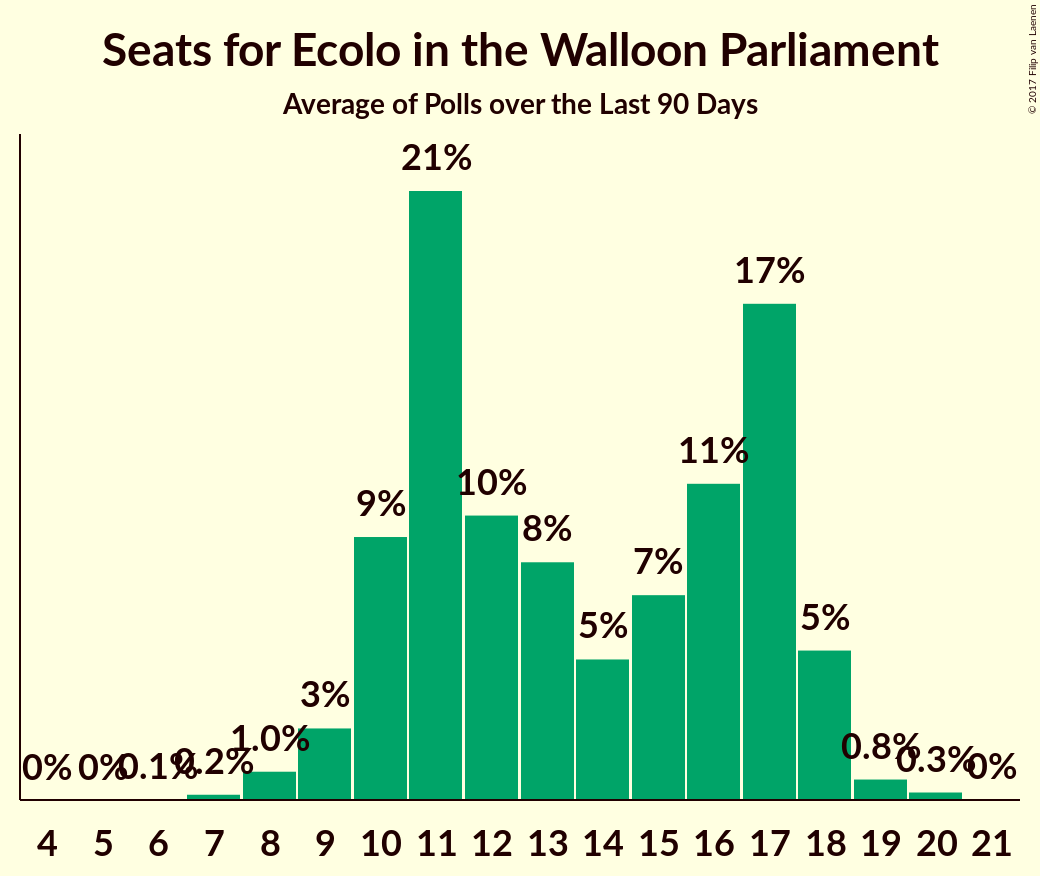 Seats for Ecolo in the Walloon Parliament
Average of Polls over the Last 90 Days
© 2017 Filip van Laenen
0% 0% 0.1% 0.2% 1.0% 3% 9% 21% 10% 8% 5% 7% 11% 17% 5% 0.8% 0.3% 0%
4 5 6 7 8 9 10 11 12 13 14 15 16 17 18 19 20 21